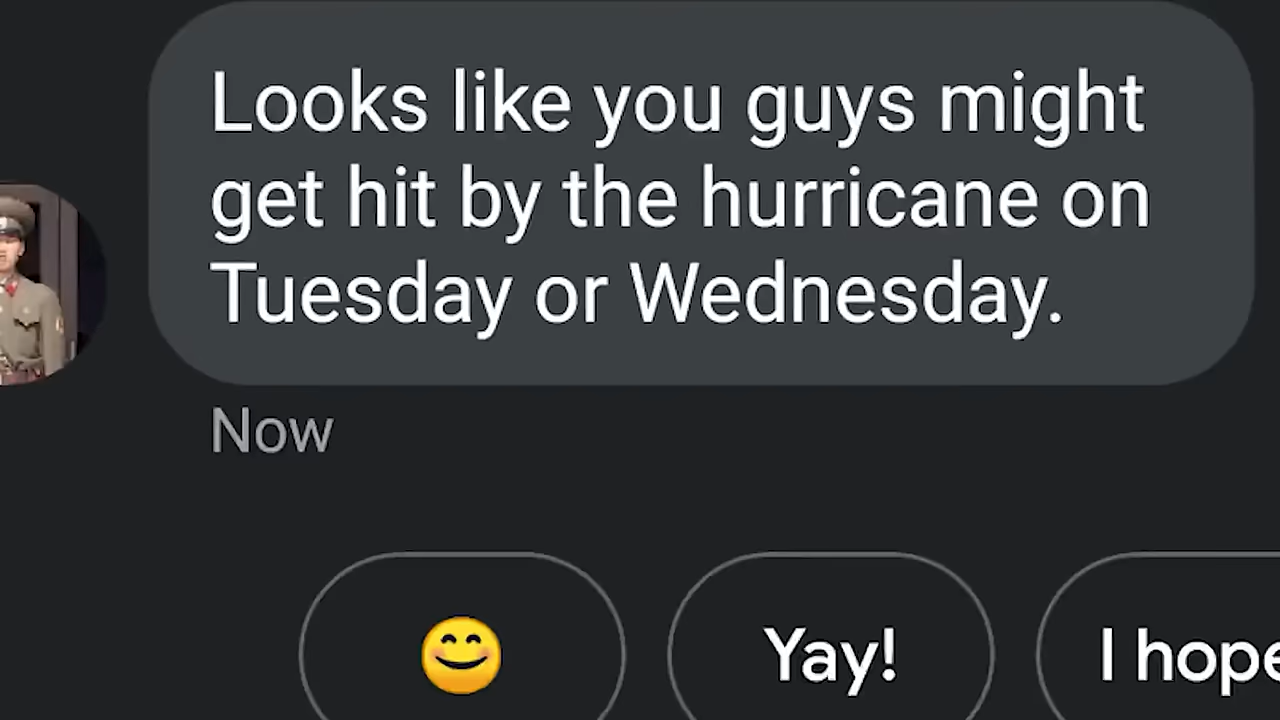 Looks like you guys might
get hit by the hurricane on
Tuesday or Wednesday.
Now
😊 Yay! I hope